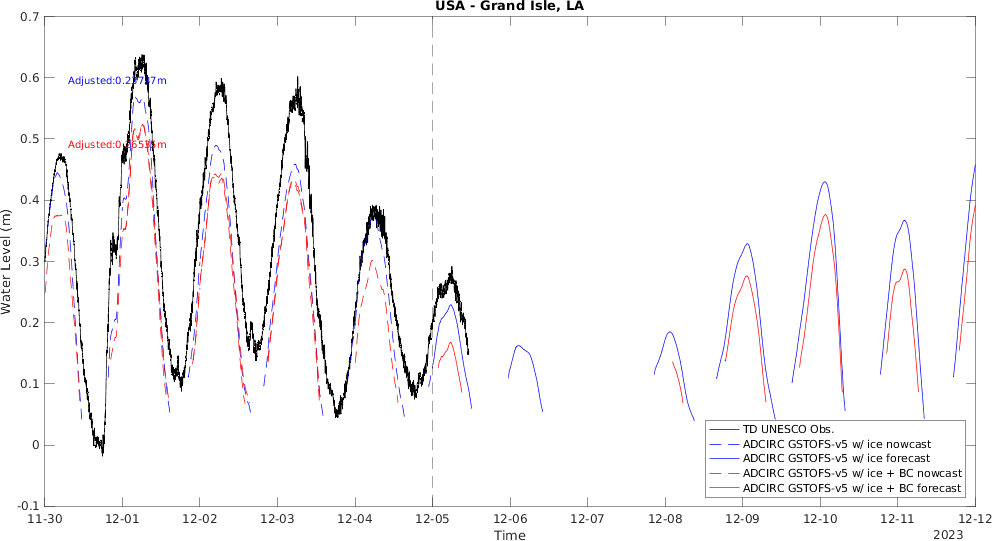 USA - Grand Isle, LA
0.7
0.6
0.5
0.4
0.3
0.2
0.1
0
-0.1
Water Level (m)
11-30
12-01
12-02
12-03
12-04
12-05
12-06
12-07
12-08
12-09
12-10
12-11
12-12
Time
2023
TD UNESCO Obs.
ADCIRC GSTOFS-v5 w/ ice nowcast
ADCIRC GSTOFS-v5 w/ ice forecast
ADCIRC GSTOFS-v5 w/ ice + BC nowcast
ADCIRC GSTOFS-v5 w/ ice + BC forecast